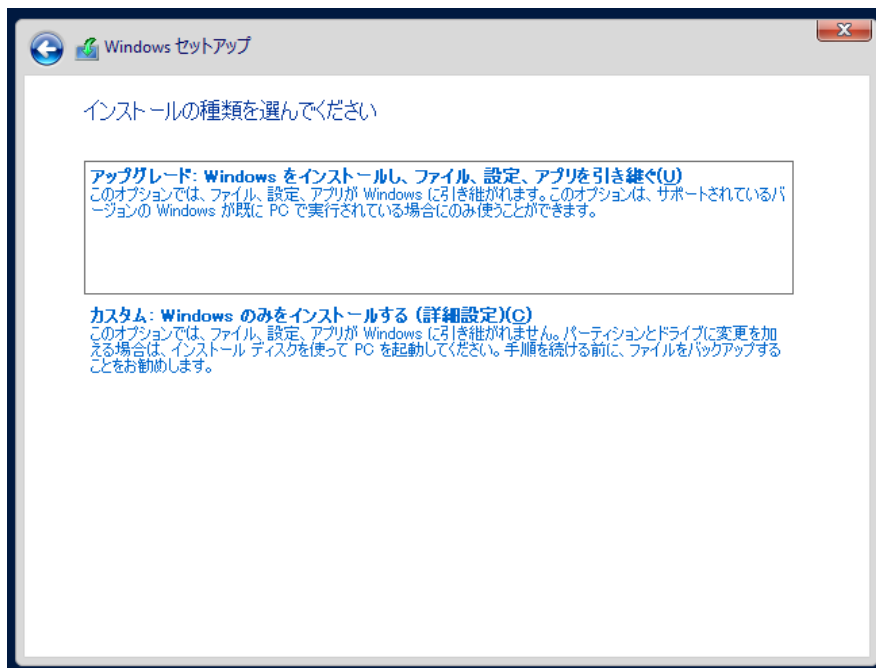 Windows セットアップ
インストールの種類を選んでください
アップグレード: Windows をインストールし、ファイル、設定、アプリを引き継ぐ(U)
このオプションでは、ファイル、設定、アプリが Windows に引き継がれます。このオプションは、サポートされているバ
ージョンの Windows が既に PC で実行されている場合にのみ使うことができます。
カスタム: Windows のみをインストールする (詳細設定)(C)
このオプションでは、ファイル、設定、アプリが Windows に引き継がれません。パーティションとドライブに変更を加
える場合は、インストール ディスクを使って PC を起動してください。手順を続ける前に、ファイルをバックアップする
ことをお勧めします。